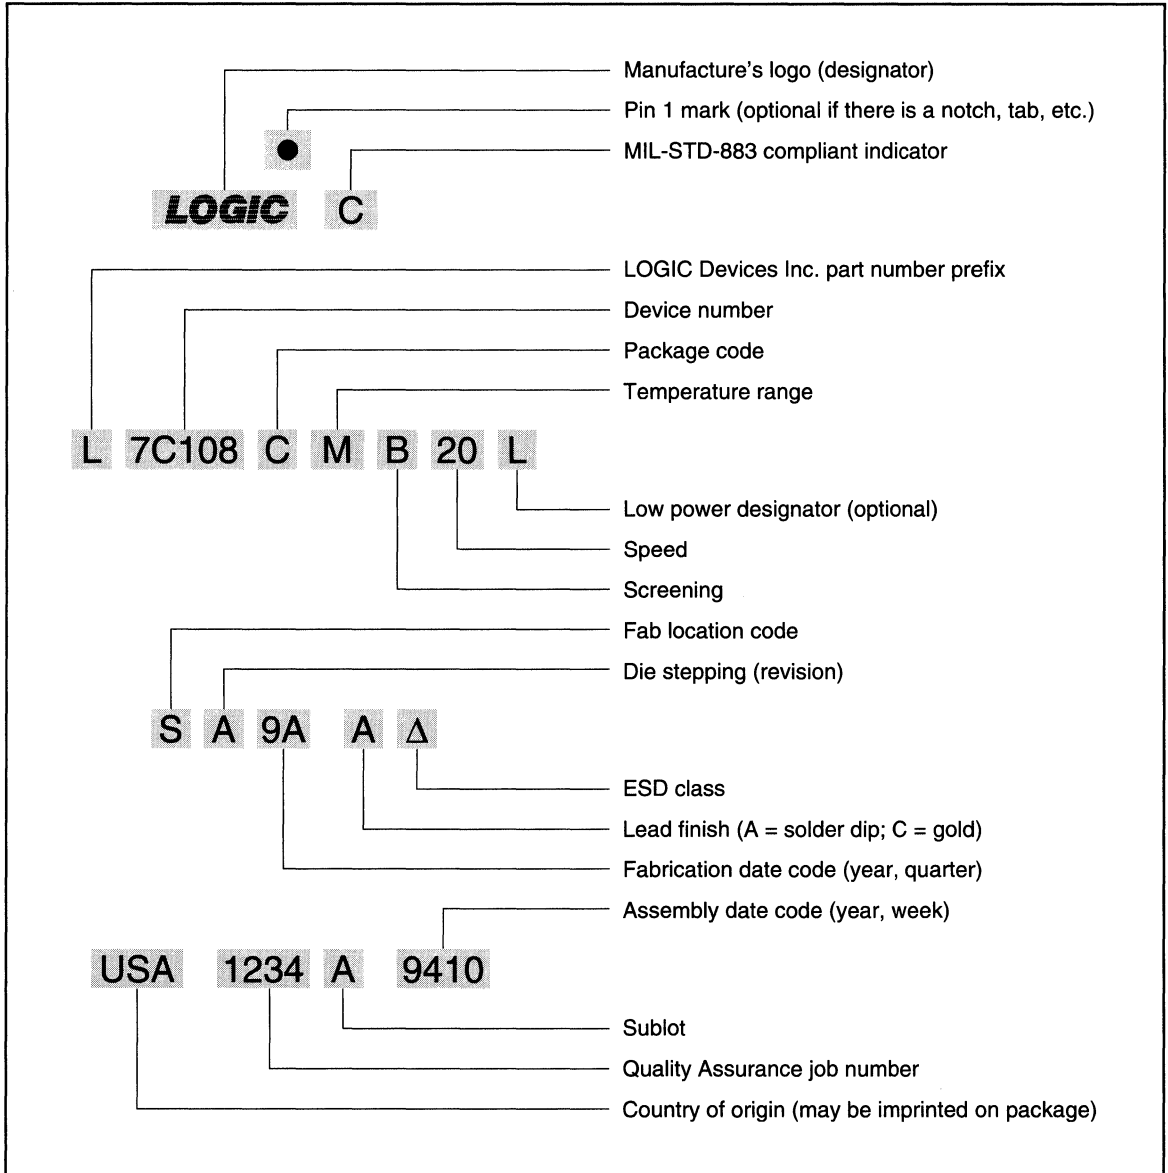 Manufacture's logo (designator)
Pin 1 mark (optional if there is a notch, tab, etc.)
MIL-STD-883 compliant indicator
LOGIC C
LOGIC Devices Inc. part number prefix
Device number
Package code
Temperature range
L 7C108 C M B 20 L
Low power designator (optional)
Speed
Screening
Fab location code
Die stepping (revision)
S A 9A A Δ
ESD class
Lead finish (A = solder dip; C = gold)
Fabrication date code (year, quarter)
Assembly date code (year, week)
USA 1234 A 9410
Sublot
Quality Assurance job number
Country of origin (may be imprinted on package)